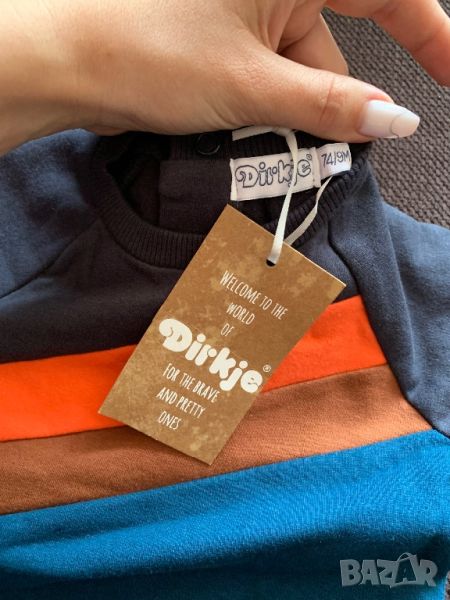 Dirkje®
74/9M
WELCOME TO THE
WORLD
OF
Dirkje®
FOR THE BRAVE
AND PRETTY
ONES
BAZAR